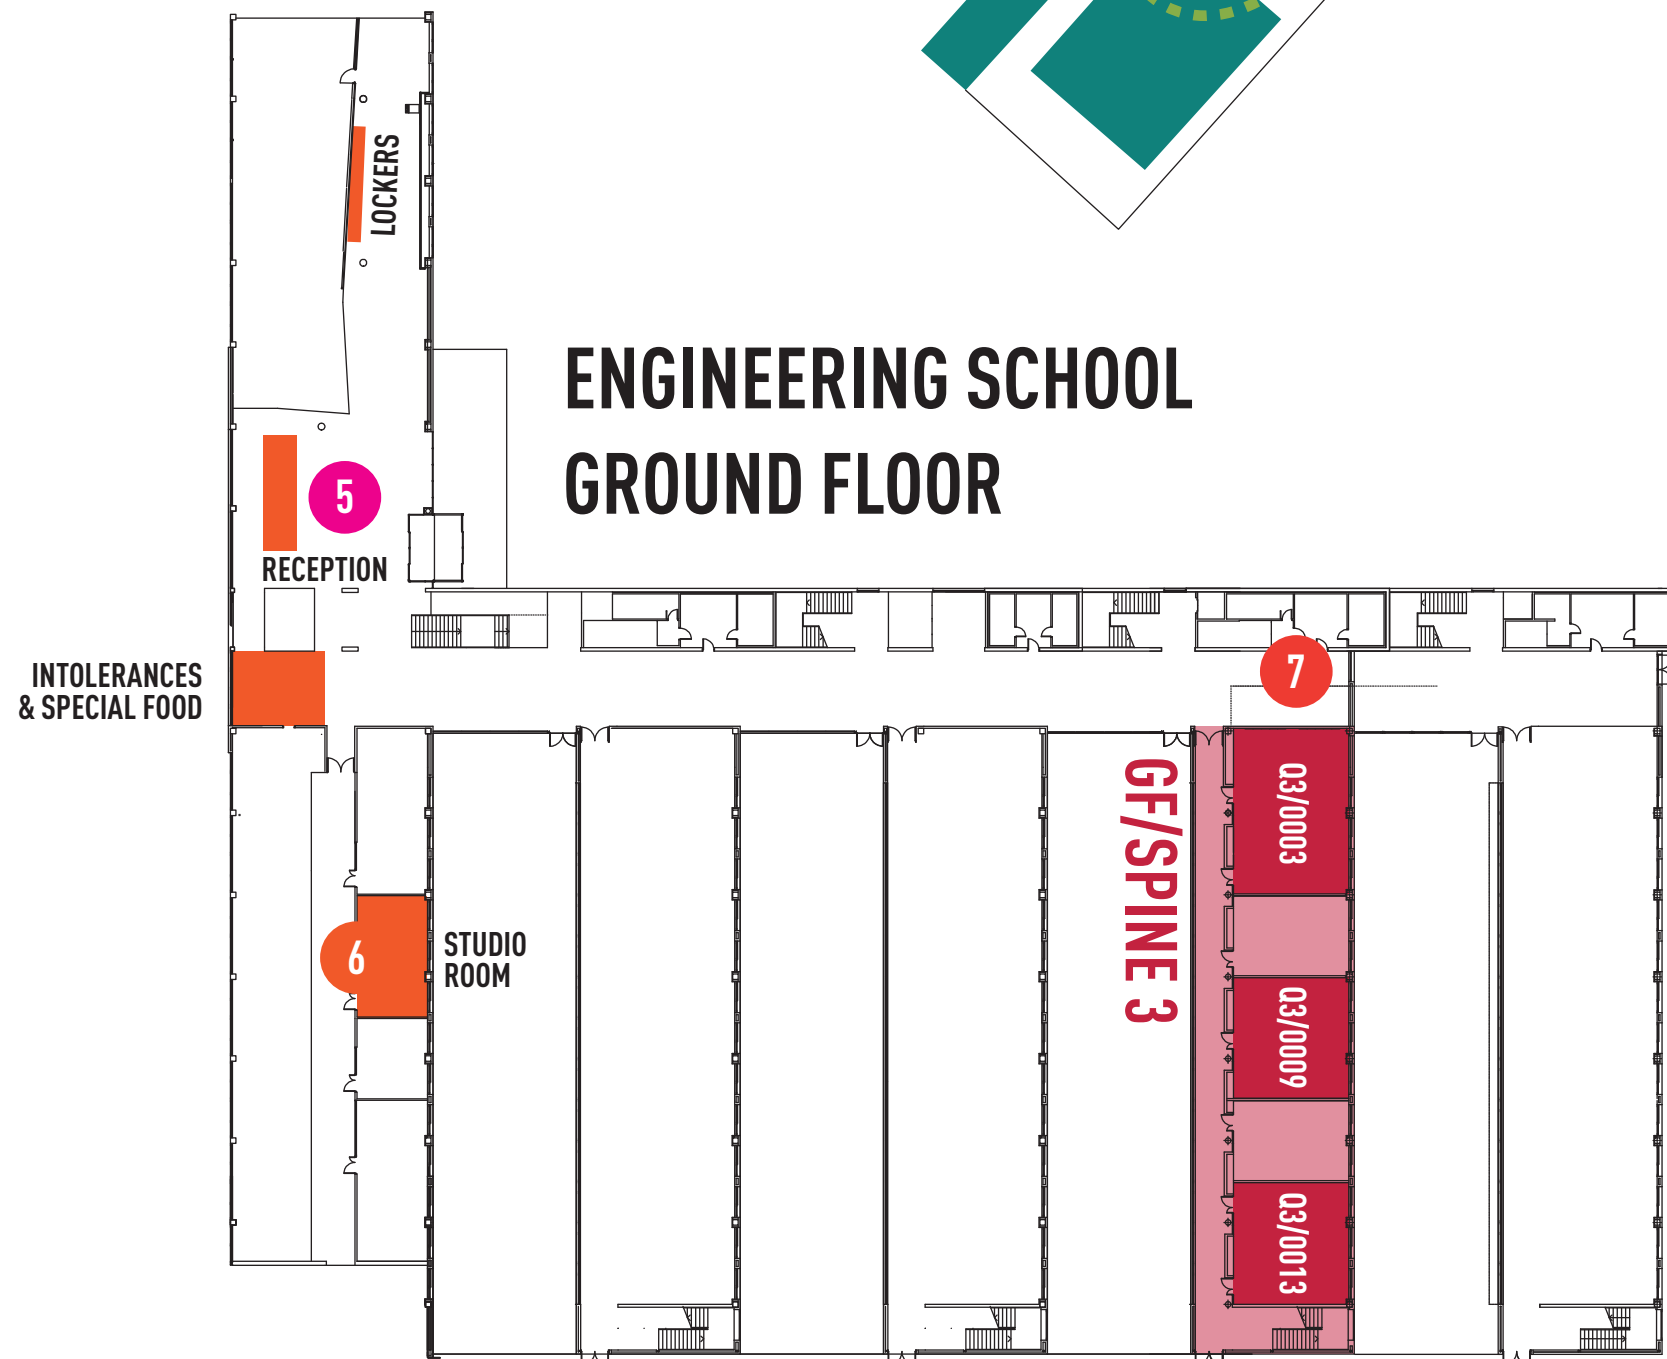 LOCKERS
ENGINEERING SCHOOL
GROUND FLOOR
5
RECEPTION
INTOLERANCES
& SPECIAL FOOD
7
GF/SPINE 3
Q3/0003
6
STUDIO
ROOM
Q3/0009
Q3/0013